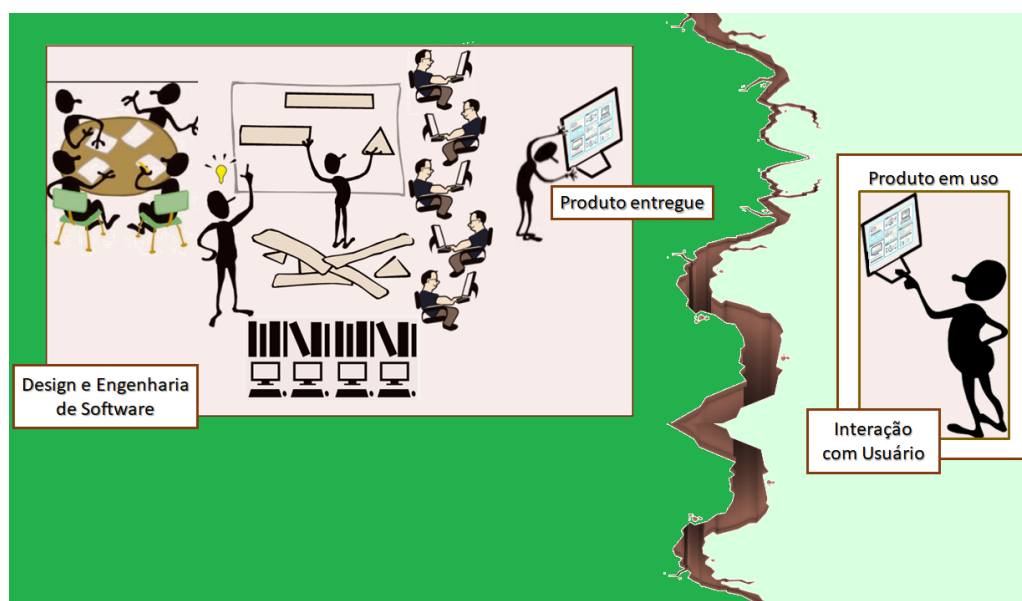 Produto entregue
Design e Engenharia
de Software
Produto em uso
Interação
com Usuário